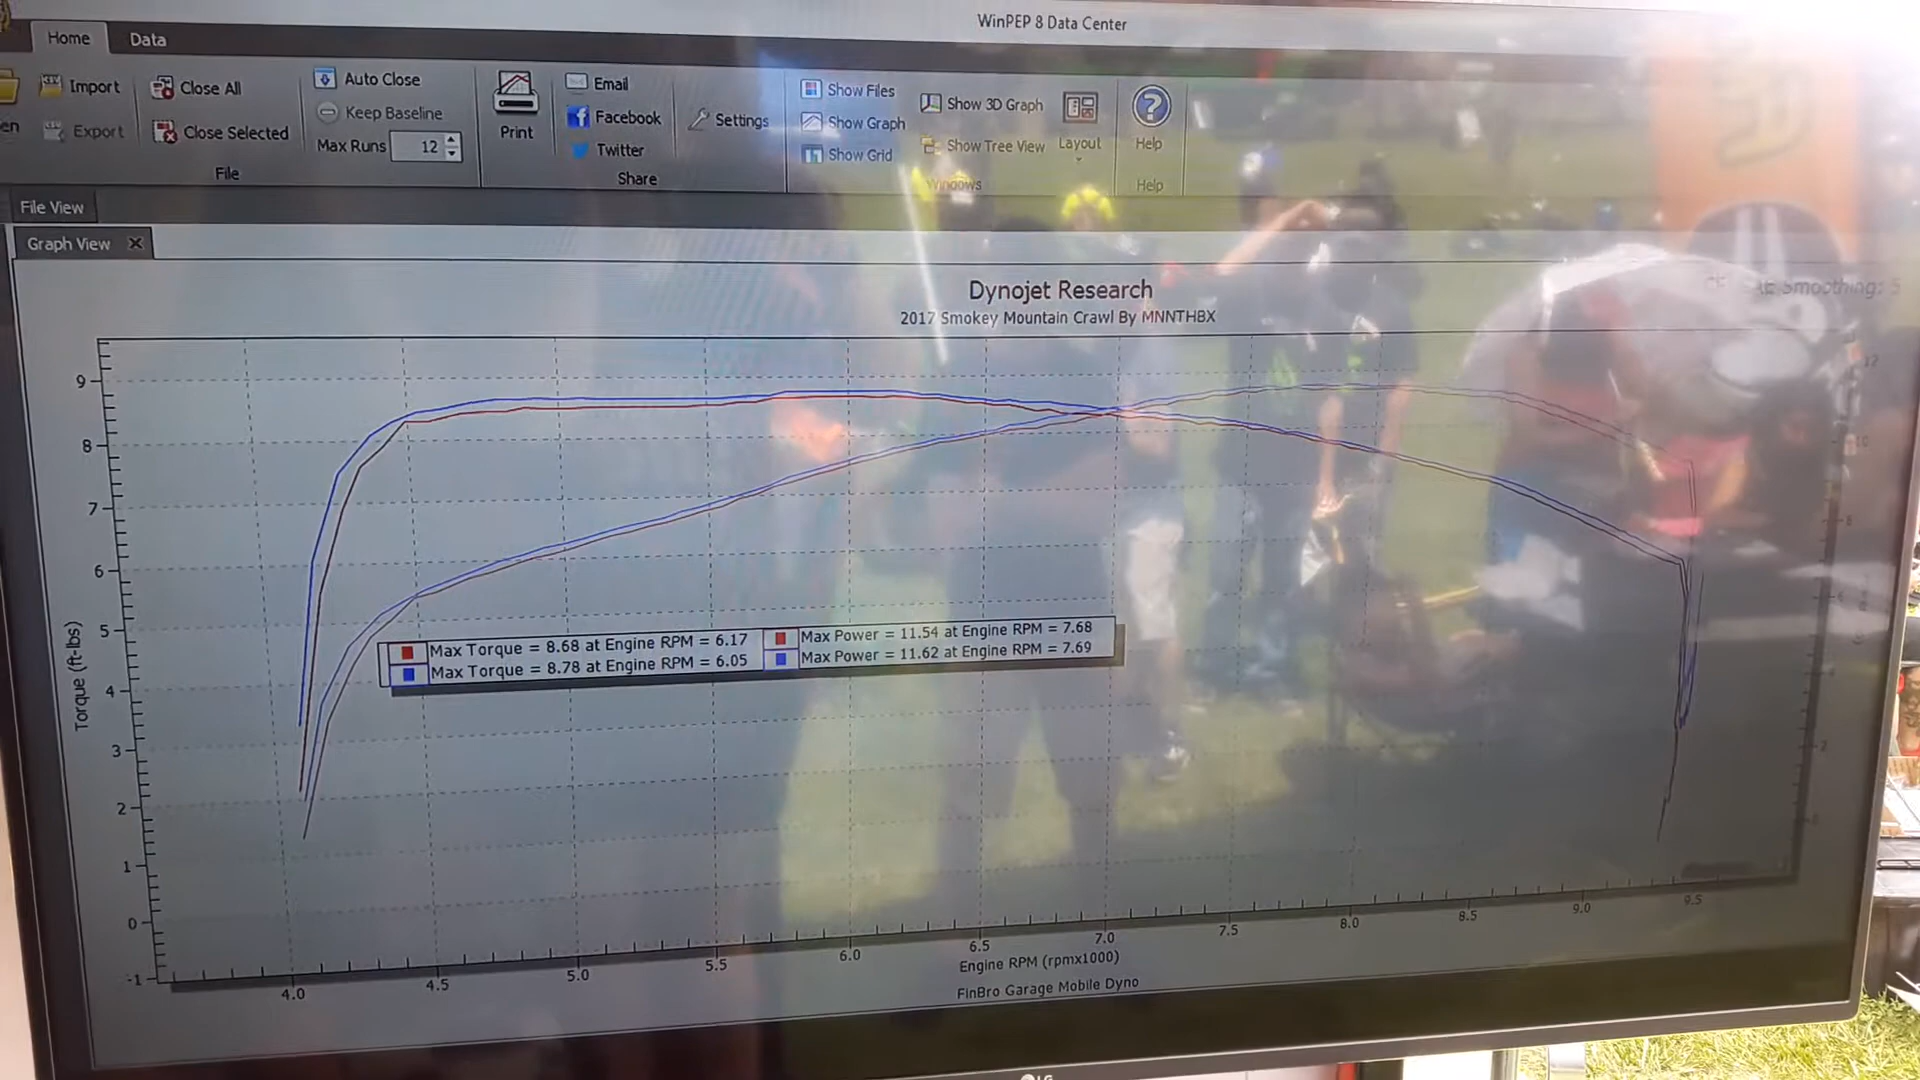 WinPEP 8 Data Center
Home Data
Import Close All Auto Close Email Show Files Show 3D Graph
Export Close Selected Keep Baseline Print Facebook Settings Show Graph Show Tree View Layout Help
Max Runs 12 Twitter Show Grid
File Share Windows Help
File View
Graph View
Dynojet Research
2017 Smokey Mountain Crawl By MNNTHBX
Smoothing: 5
Torque (ft-lbs)
9
8
7
6
5
4
3
2
1
0
-1
Max Torque = 8.68 at Engine RPM = 6.17 Max Power = 11.54 at Engine RPM = 7.68
Max Torque = 8.78 at Engine RPM = 6.05 Max Power = 11.62 at Engine RPM = 7.69
4.0 4.5 5.0 5.5 6.0 6.5 7.0 7.5 8.0 8.5 9.0 9.5
Engine RPM (rpmx1000)
FinBro Garage Mobile Dyno
LG